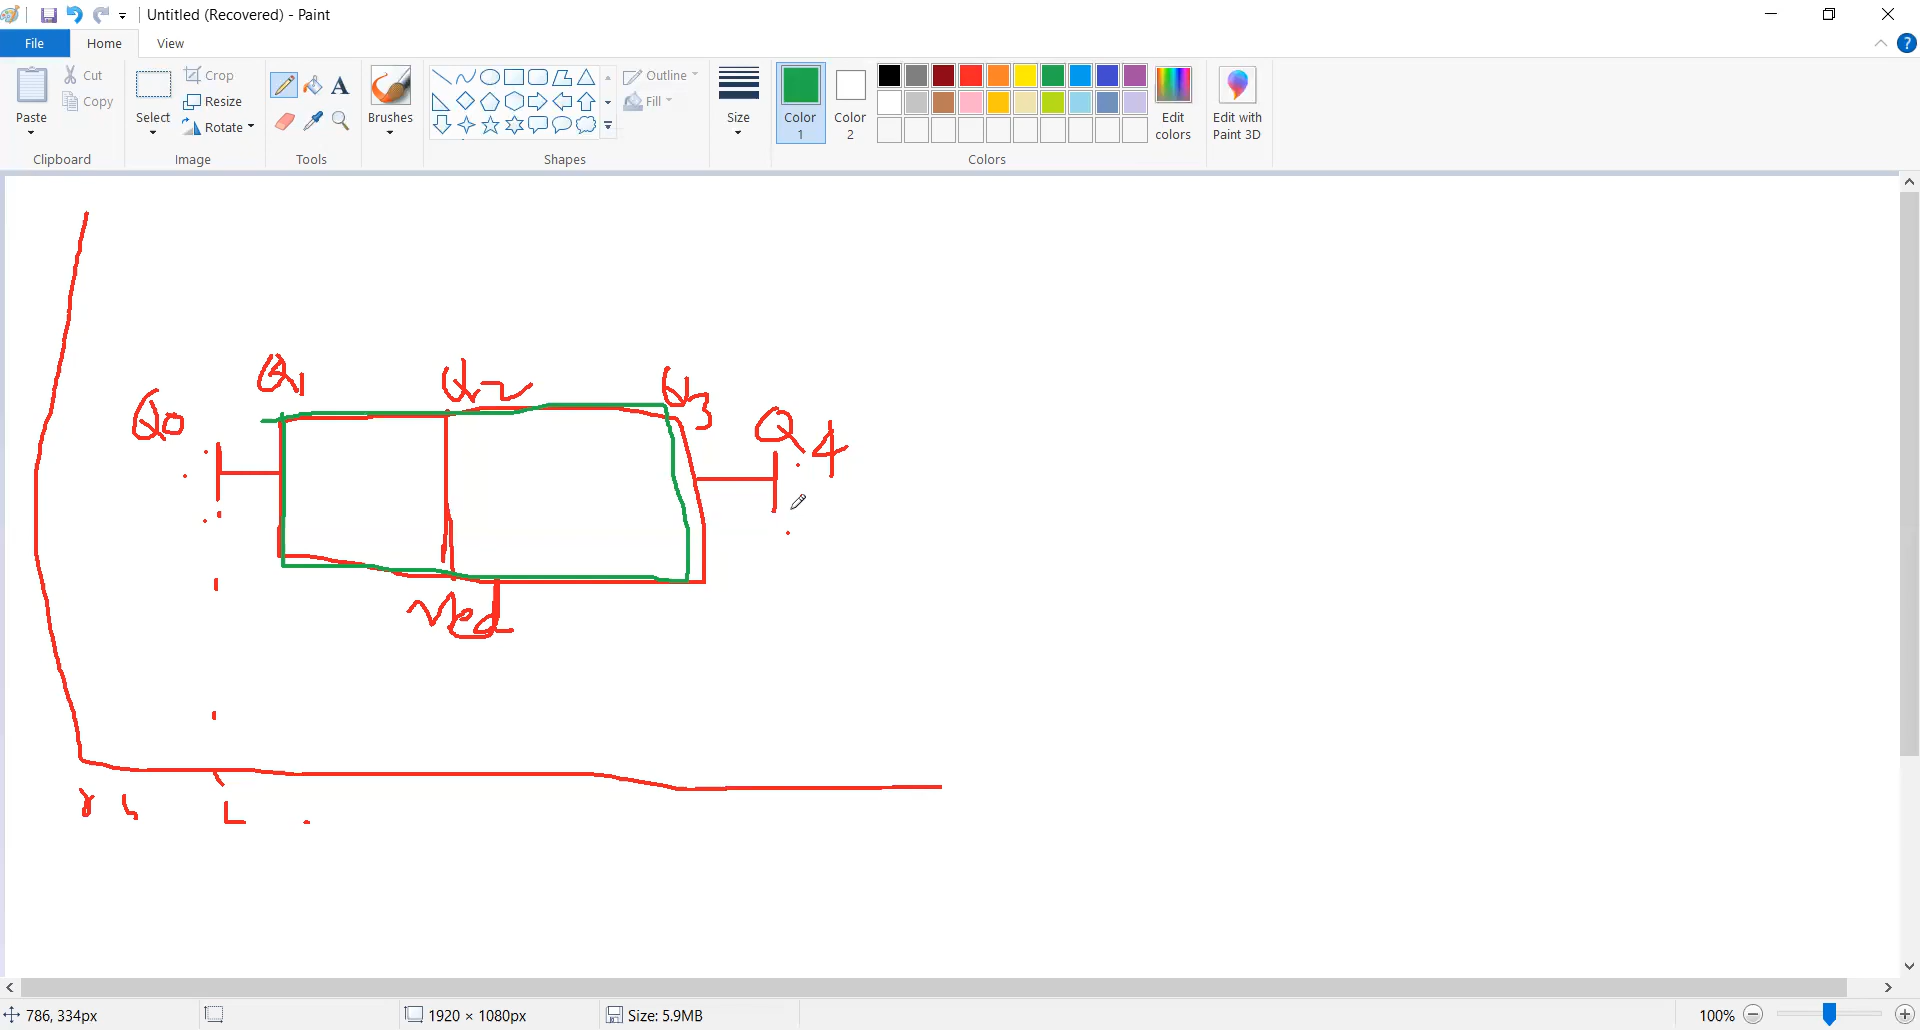 Untitled (Recovered) - Paint
File Home View
Paste
Cut
Copy
Clipboard
Select
Crop
Resize
Rotate
Image
A
Tools
Brushes
Outline
Fill
Shapes
Size
Color 1
Color 2
Edit colors
Edit with Paint 3D
Colors
Q0 Q1 Q2 Q3 Q4
Med
L
786, 334px
1920 × 1080px
Size: 5.9MB
100%